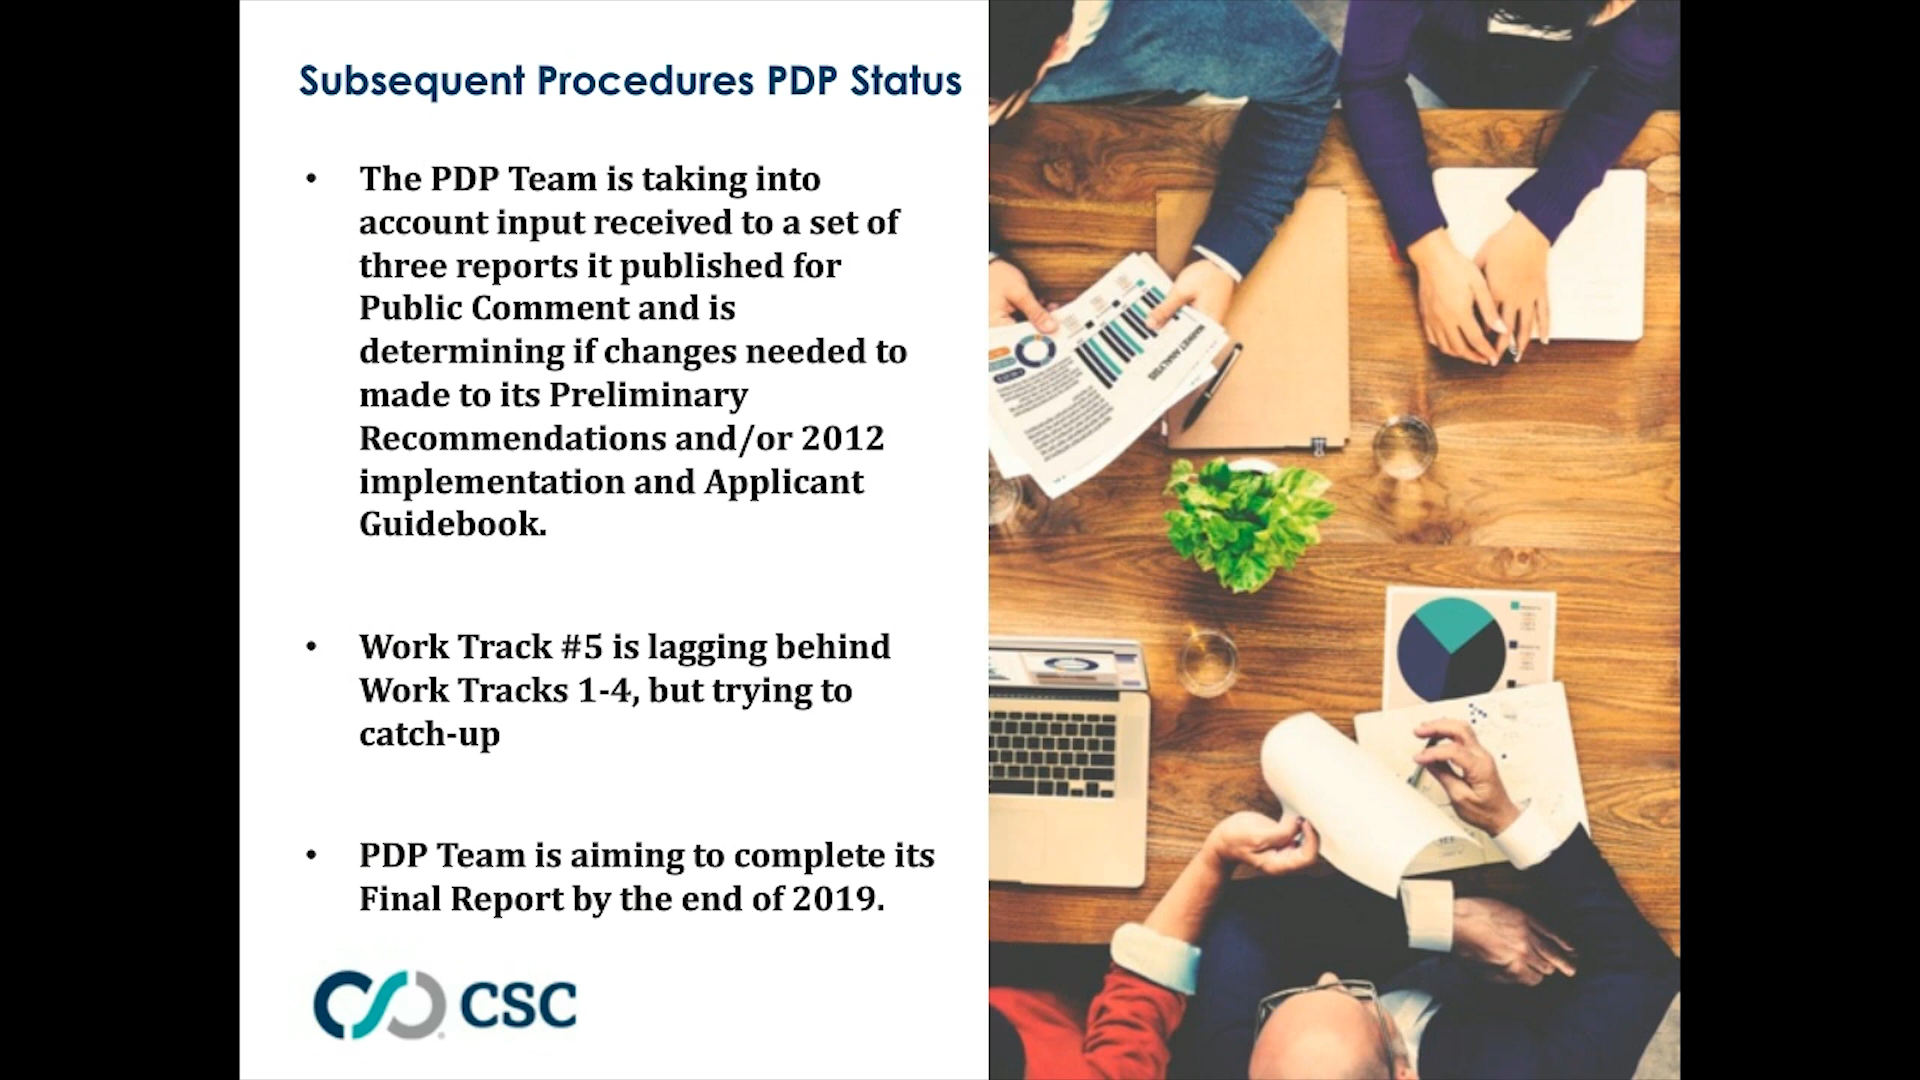 Subsequent Procedures PDP Status
• The PDP Team is taking into
account input received to a set of
three reports it published for
Public Comment and is
determining if changes needed to
made to its Preliminary
Recommendations and/or 2012
implementation and Applicant
Guidebook.
• Work Track #5 is lagging behind
Work Tracks 1-4, but trying to
catch-up
• PDP Team is aiming to complete its
Final Report by the end of 2019.
CSC
MARKET ANALYSIS